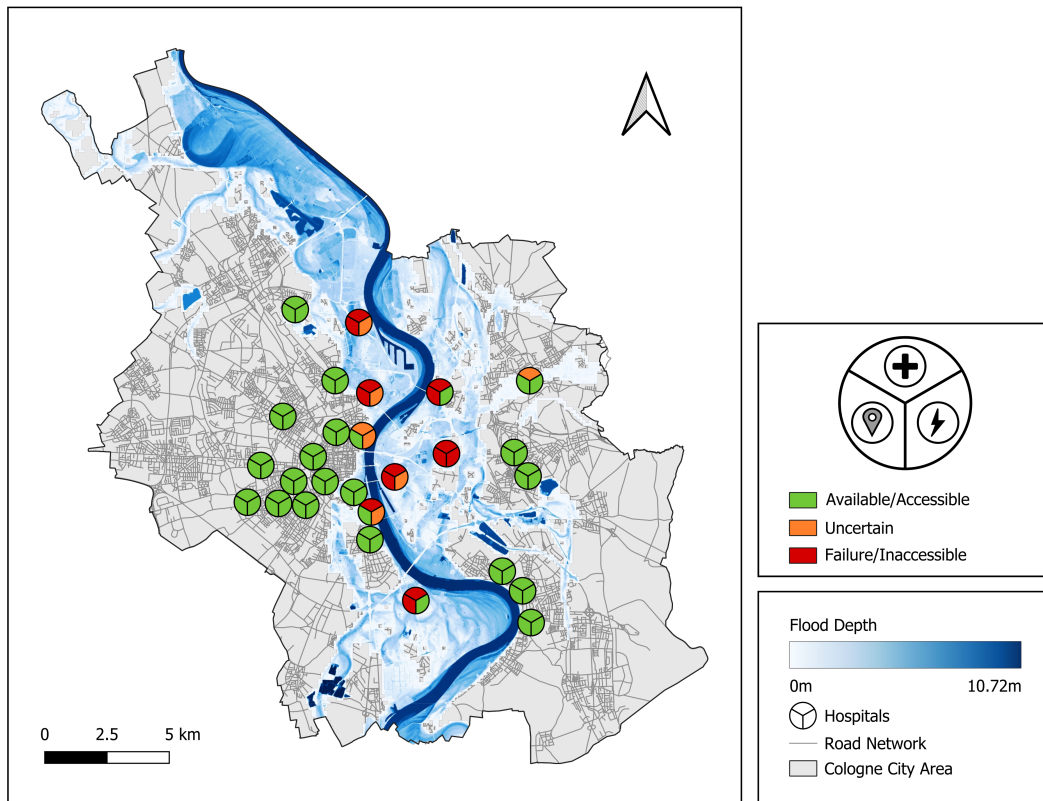 0 2.5 5 km
Available/Accessible
Uncertain
Failure/Inaccessible
Flood Depth
0m 10.72m
Hospitals
Road Network
Cologne City Area